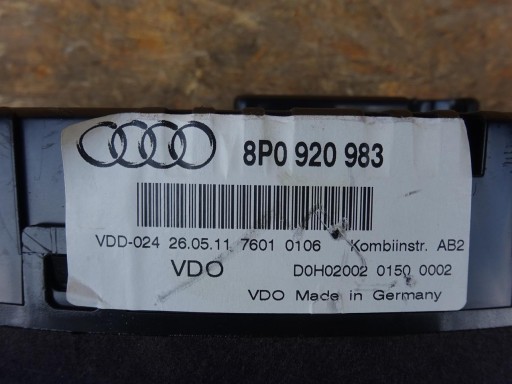 8P0 920 983
VDD-024 26.05.11 7601 0106 Kombiinstr. AB2
VDO D0H02002 0150 0002
VDO Made in Germany